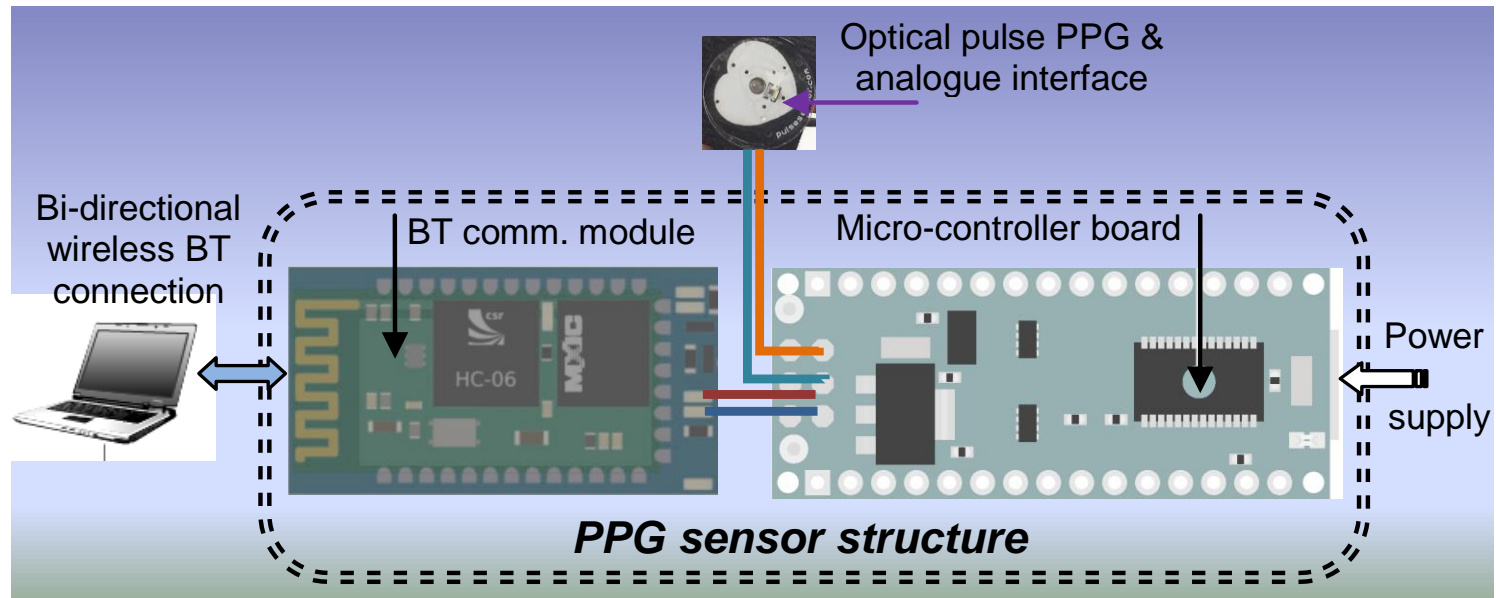 Optical pulse PPG &
analogue interface
Bi-directional
wireless BT
connection
BT comm. module
Micro-controller board
csr
HC-06
MXIC
Power
supply
PPG sensor structure